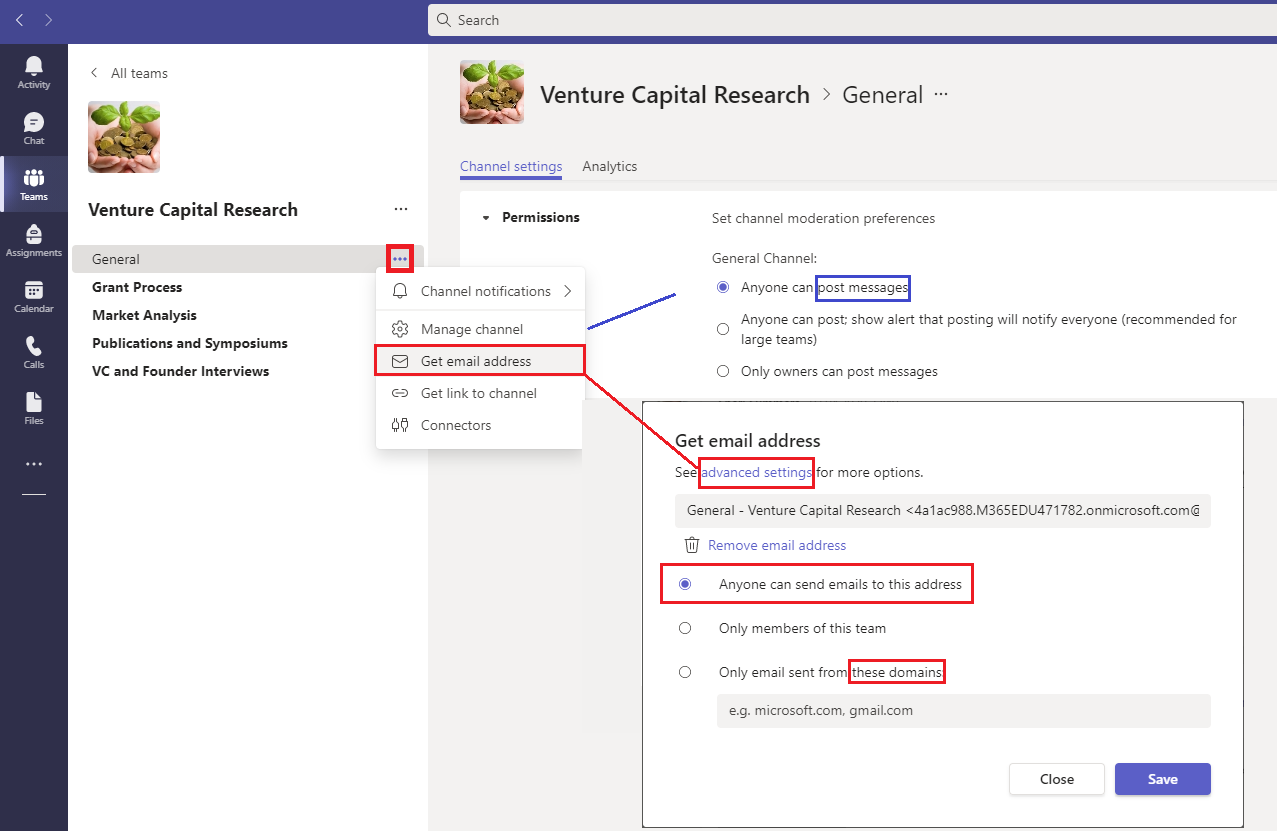 Search
Activity
Chat
Teams
Assignments
Calendar
Calls
Files
All teams
Venture Capital Research
General
Grant Process
Market Analysis
Publications and Symposiums
VC and Founder Interviews
Channel notifications
Manage channel
Get email address
Get link to channel
Connectors
Venture Capital Research > General ...
Channel settings Analytics
Permissions
Set channel moderation preferences
General Channel:
Anyone can post messages
Anyone can post; show alert that posting will notify everyone (recommended for
large teams)
Only owners can post messages
Get email address
See advanced settings for more options.
General - Venture Capital Research <4a1ac988.M365EDU471782.onmicrosoft.com@
Remove email address
Anyone can send emails to this address
Only members of this team
Only email sent from these domains
e.g. microsoft.com, gmail.com
Close
Save